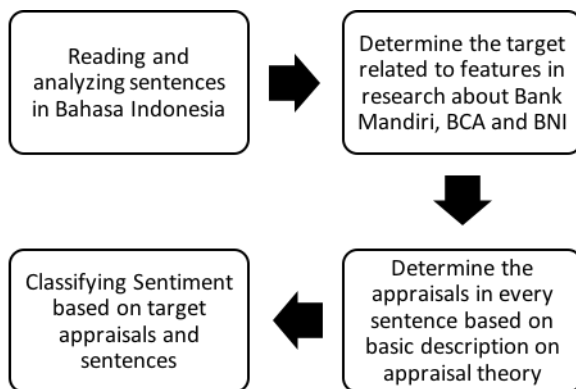 Reading and
analyzing sentences
in Bahasa Indonesia
Determine the target
related to features in
research about Bank
Mandiri, BCA and BNI
Determine the
appraisals in every
sentence based on
basic description on
appraisal theory
Classifying Sentiment
based on target
appraisals and
sentences